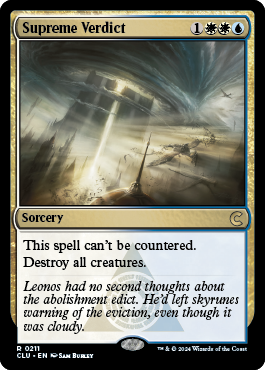 Supreme Verdict 1
Sorcery
This spell can't be countered.
Destroy all creatures.
Leonos had no second thoughts about
the abolishment edict. He'd left skyrunes
warning of the eviction, even though it
was cloudy.
R 0211
CLU • EN Sam Burley
™ & © 2024 Wizards of the Coast